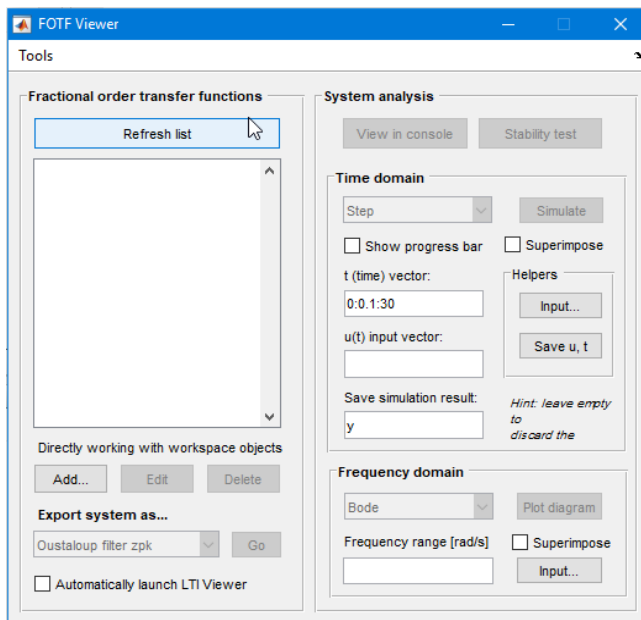 FOTF Viewer
Tools
Fractional order transfer functions
Refresh list
Directly working with workspace objects
Add...
Edit
Delete
Export system as...
Oustaloup filter zpk
Go
Automatically launch LTI Viewer
System analysis
View in console
Stability test
Time domain
Step
Simulate
Show progress bar
Superimpose
t (time) vector:
0:0.1:30
u(t) input vector:
Save simulation result:
y
Helpers
Input...
Save u, t
Hint: leave empty
to
discard the
Frequency domain
Bode
Plot diagram
Frequency range [rad/s]
Superimpose
Input...